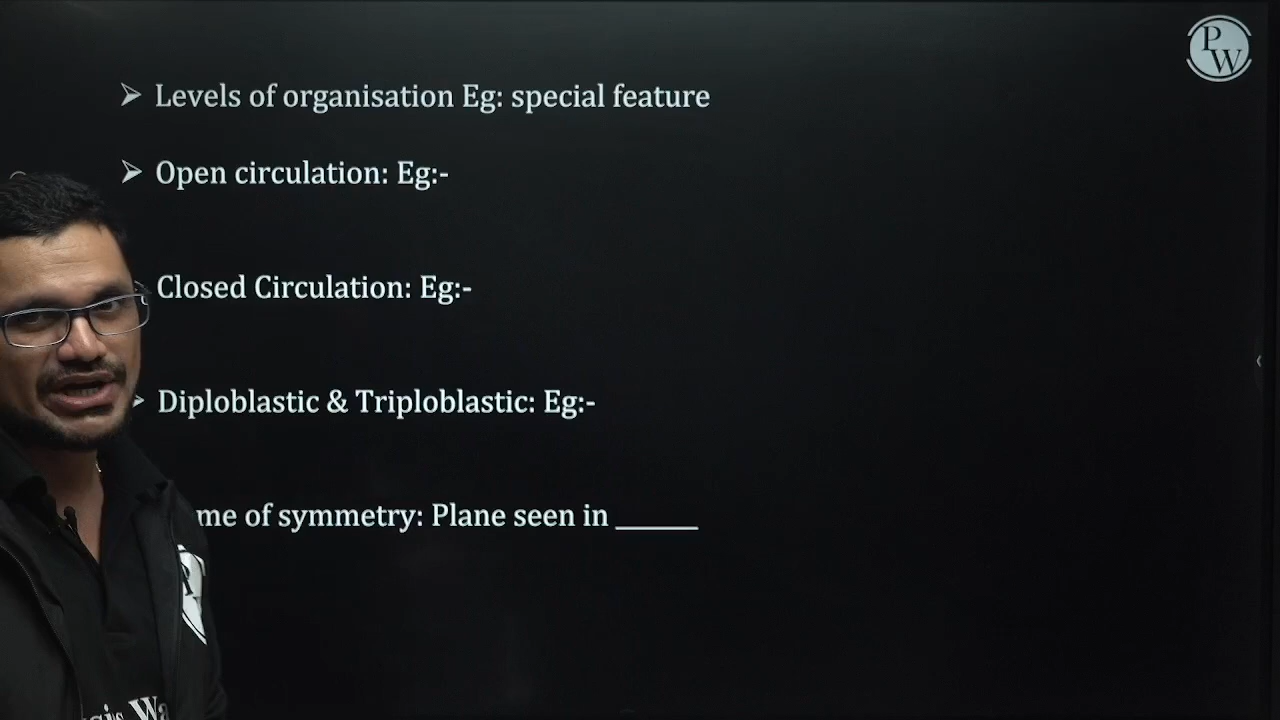 P
W
Levels of organisation Eg: special feature
Open circulation: Eg:-
Closed Circulation: Eg:-
Diploblastic & Triploblastic: Eg:-
me of symmetry: Plane seen in ______